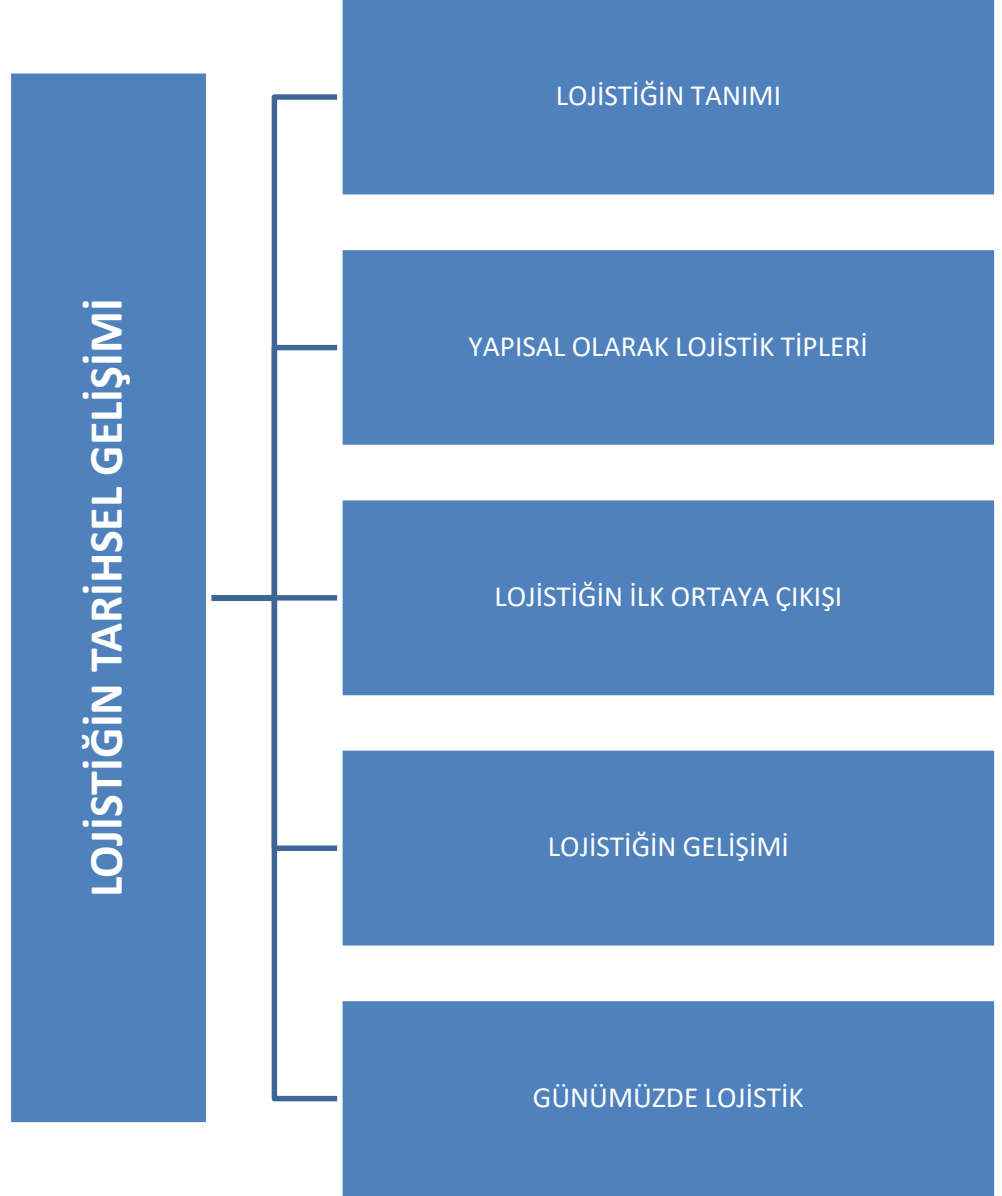 LOJİSTİĞİN TARİHSEL GELİŞİMİ
LOJİSTİĞİN TANIMI
YAPISAL OLARAK LOJİSTİK TİPLERİ
LOJİSTİĞİN İLK ORTAYA ÇIKIŞI
LOJİSTİĞİN GELİŞİMİ
GÜNÜMÜZDE LOJİSTİK